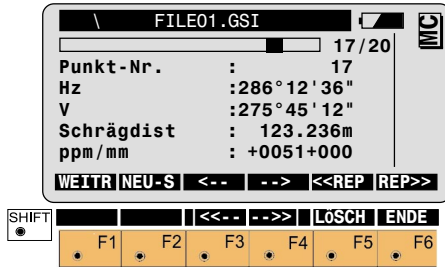 \ FILE01.GSI
17/20
MC
Punkt-Nr. : 17
Hz :286°12'36"
V :275°45'12"
Schrägdist : 123.236m
ppm/mm : +0051+000
WEITR NEU-S <-- --> <<REP REP>>
SHIFT <<-- -->> LöSCH ENDE
F1 F2 F3 F4 F5 F6